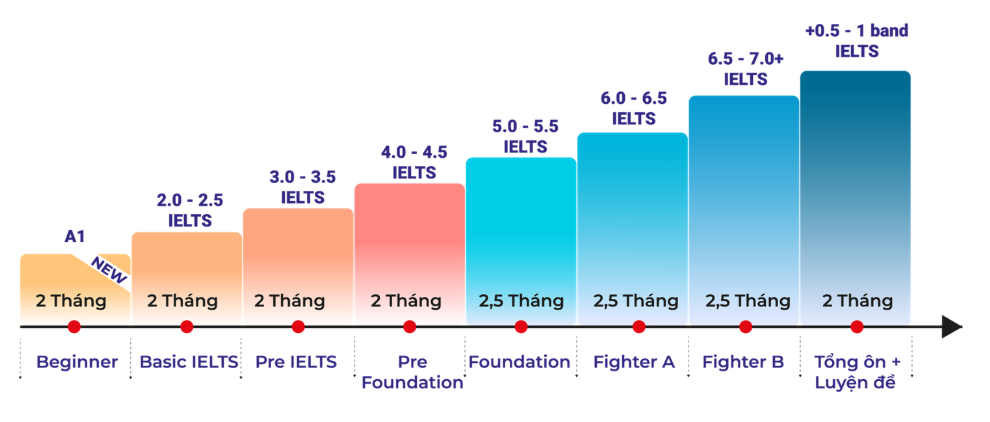 +0.5 - 1 band
IELTS
6.5 - 7.0+
IELTS
6.0 - 6.5
IELTS
5.0 - 5.5
IELTS
4.0 - 4.5
IELTS
3.0 - 3.5
IELTS
2.0 - 2.5
IELTS
A1
NEW
2 Tháng
2 Tháng
2 Tháng
2 Tháng
2,5 Tháng
2,5 Tháng
2,5 Tháng
2 Tháng
Beginner
Basic IELTS
Pre IELTS
Pre
Foundation
Foundation
Fighter A
Fighter B
Tổng ôn +
Luyện đề